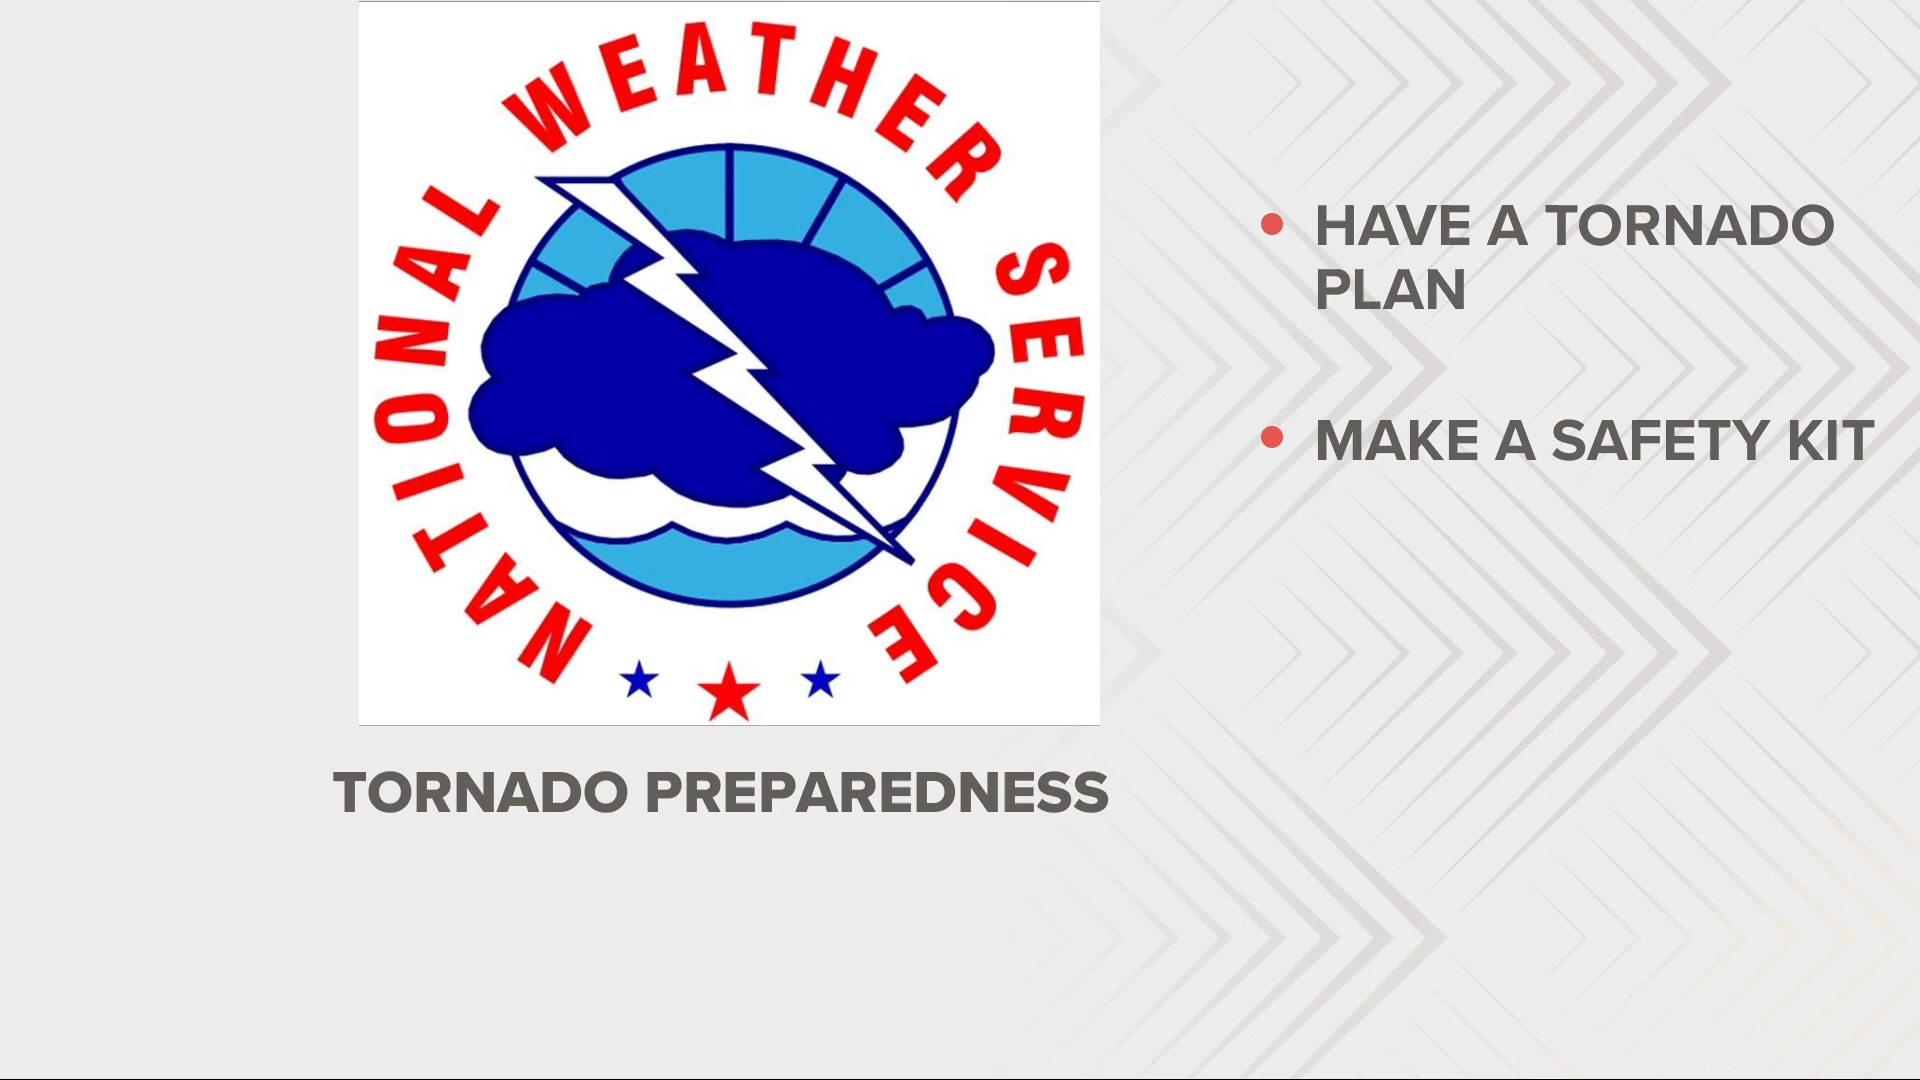 NATIONAL WEATHER SERVICE
TORNADO PREPAREDNESS
HAVE A TORNADO
PLAN
MAKE A SAFETY KIT